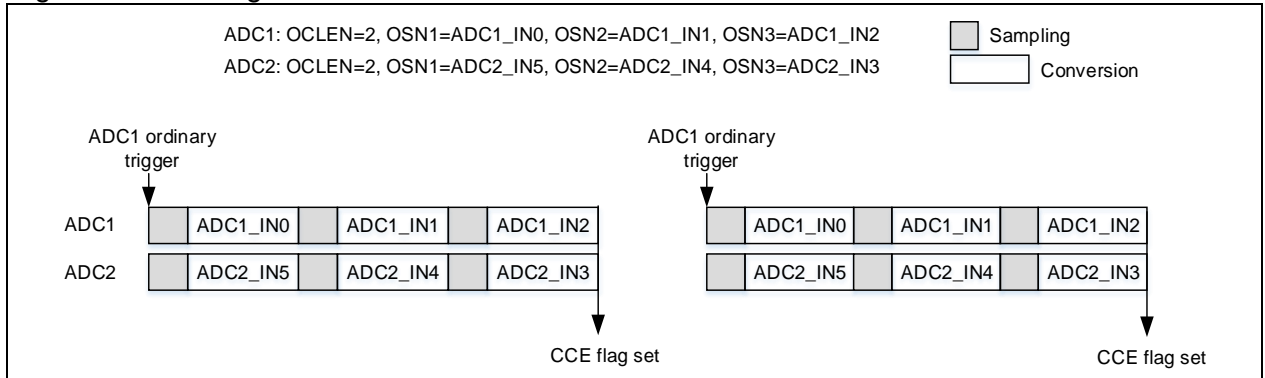 ADC1: OCLEN=2, OSN1=ADC1_IN0, OSN2=ADC1_IN1, OSN3=ADC1_IN2
ADC2: OCLEN=2, OSN1=ADC2_IN5, OSN2=ADC2_IN4, OSN3=ADC2_IN3
Sampling
Conversion
ADC1 ordinary
trigger
ADC1 ordinary
trigger
ADC1 ADC1_IN0 ADC1_IN1 ADC1_IN2 ADC1_IN0 ADC1_IN1 ADC1_IN2
ADC2 ADC2_IN5 ADC2_IN4 ADC2_IN3 ADC2_IN5 ADC2_IN4 ADC2_IN3
CCE flag set
CCE flag set